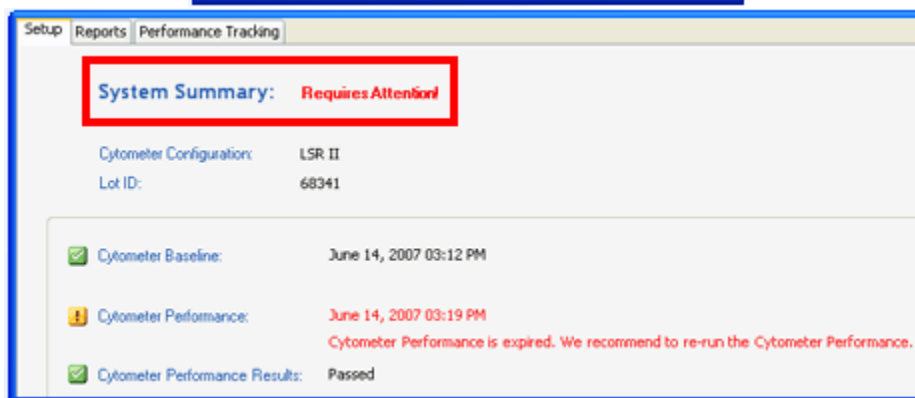 Setup Reports Performance Tracking
System Summary: Requires Attention!
Cytometer Configuration: LSR II
Lot ID: 68341
Cytometer Baseline: June 14, 2007 03:12 PM
Cytometer Performance: June 14, 2007 03:19 PM
Cytometer Performance is expired. We recommend to re-run the Cytometer Performance.
Cytometer Performance Results: Passed